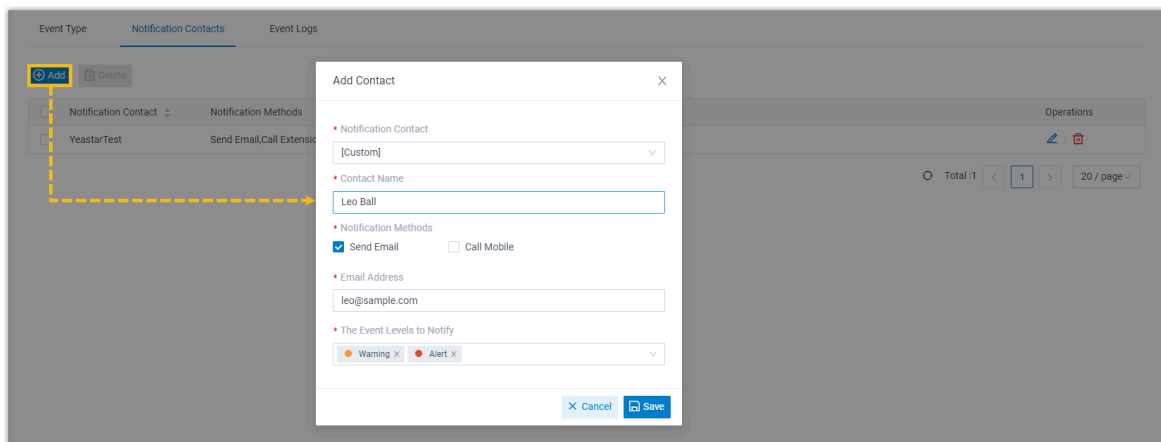 Event Type Notification Contacts Event Logs
Add Delete
Notification Contact Notification Methods Operations
YeastarTest Send Email,Call Extensio
Total :1 < 1 > 20 / page
Add Contact
* Notification Contact
[Custom]
* Contact Name
Leo Ball
* Notification Methods
Send Email Call Mobile
* Email Address
leo@sample.com
* The Event Levels to Notify
Warning × Alert ×
Cancel Save